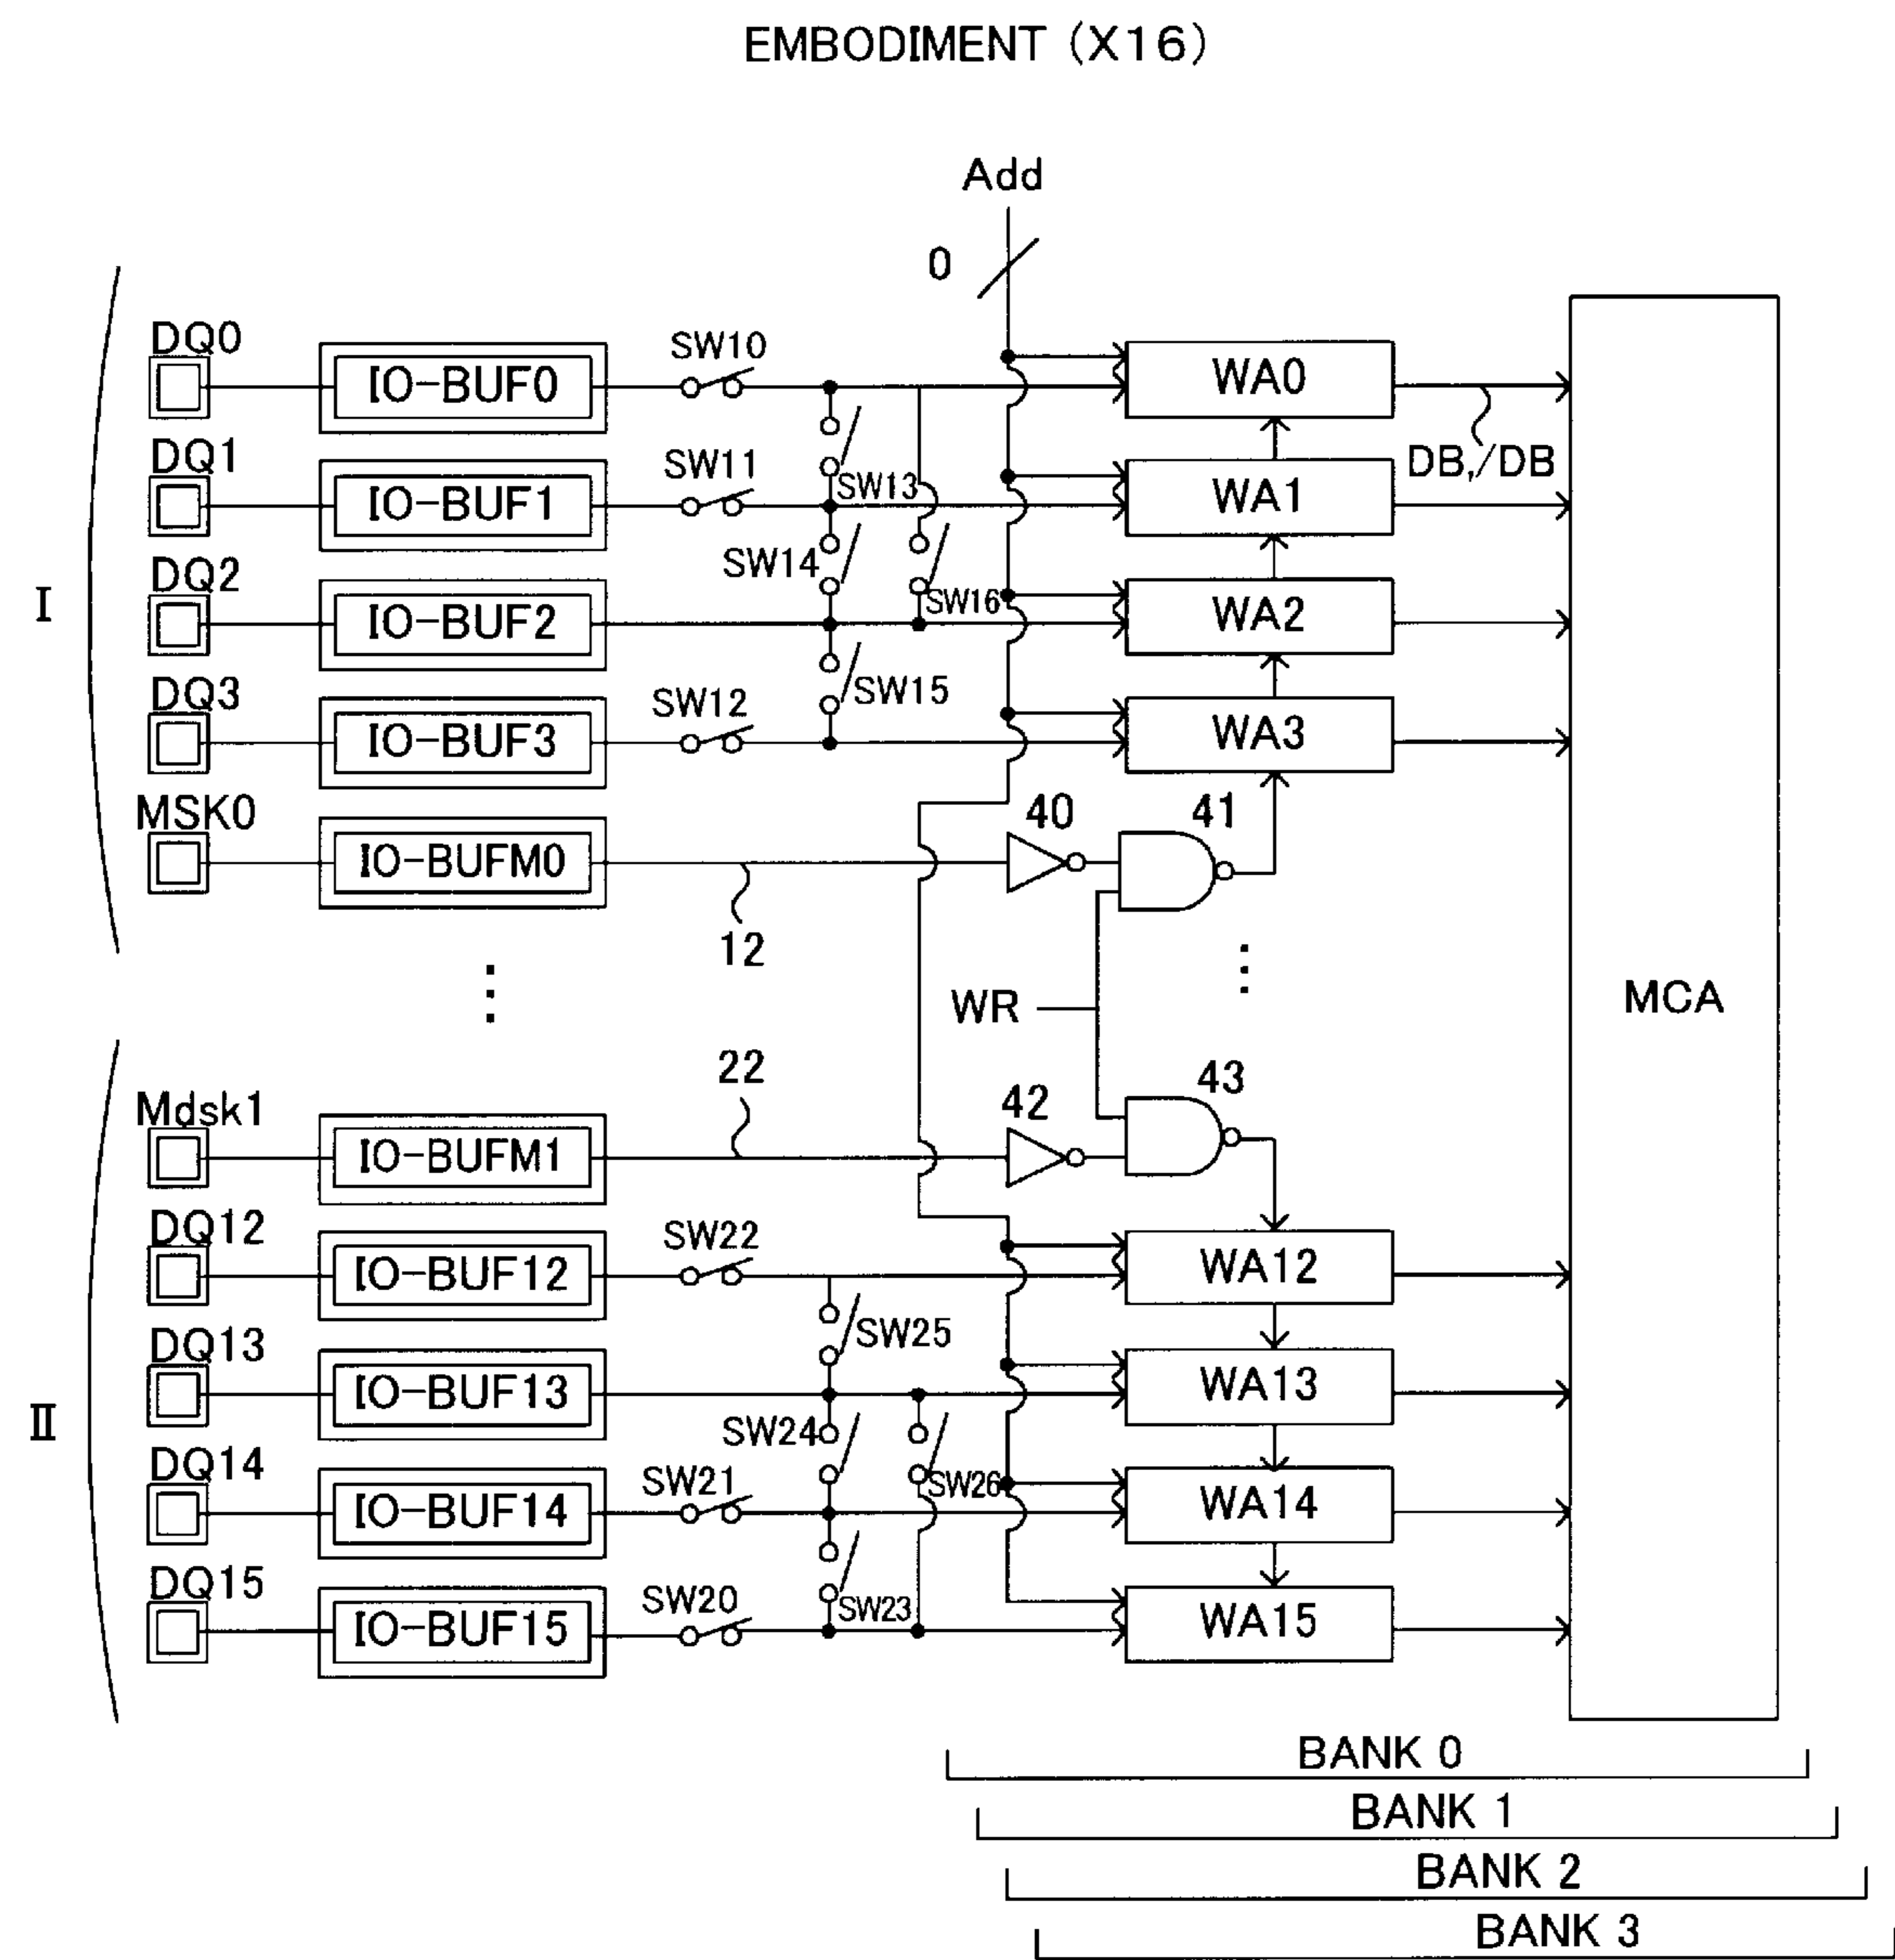 EMBODIMENT (X16)
Add
0
I
DQ0
IO-BUF0
SW10
WA0
DB,/DB
DQ1
IO-BUF1
SW11
SW13
WA1
SW14
DQ2
IO-BUF2
SW16
WA2
DQ3
IO-BUF3
SW12
SW15
WA3
MSK0
IO-BUFM0
12
40
41
WR
MCA
II
Mdsk1
IO-BUFM1
22
42
43
DQ12
IO-BUF12
SW22
WA12
SW25
DQ13
IO-BUF13
WA13
SW24
DQ14
IO-BUF14
SW21
SW26
WA14
DQ15
IO-BUF15
SW20
SW23
WA15
BANK 0
BANK 1
BANK 2
BANK 3